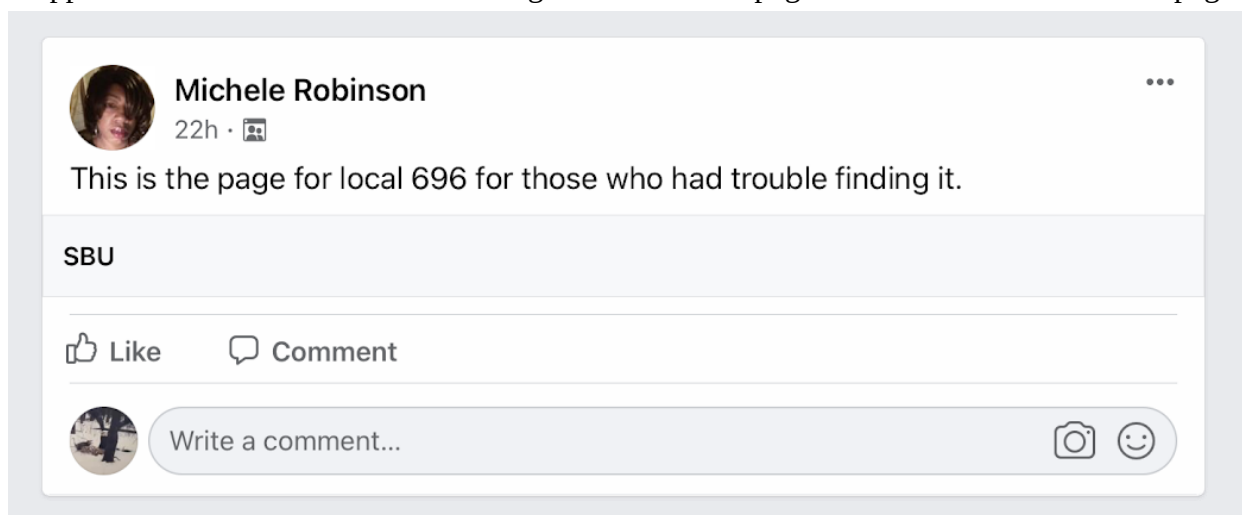 Michele Robinson
22h ·
This is the page for local 696 for those who had trouble finding it.
SBU
Like Comment
Write a comment...